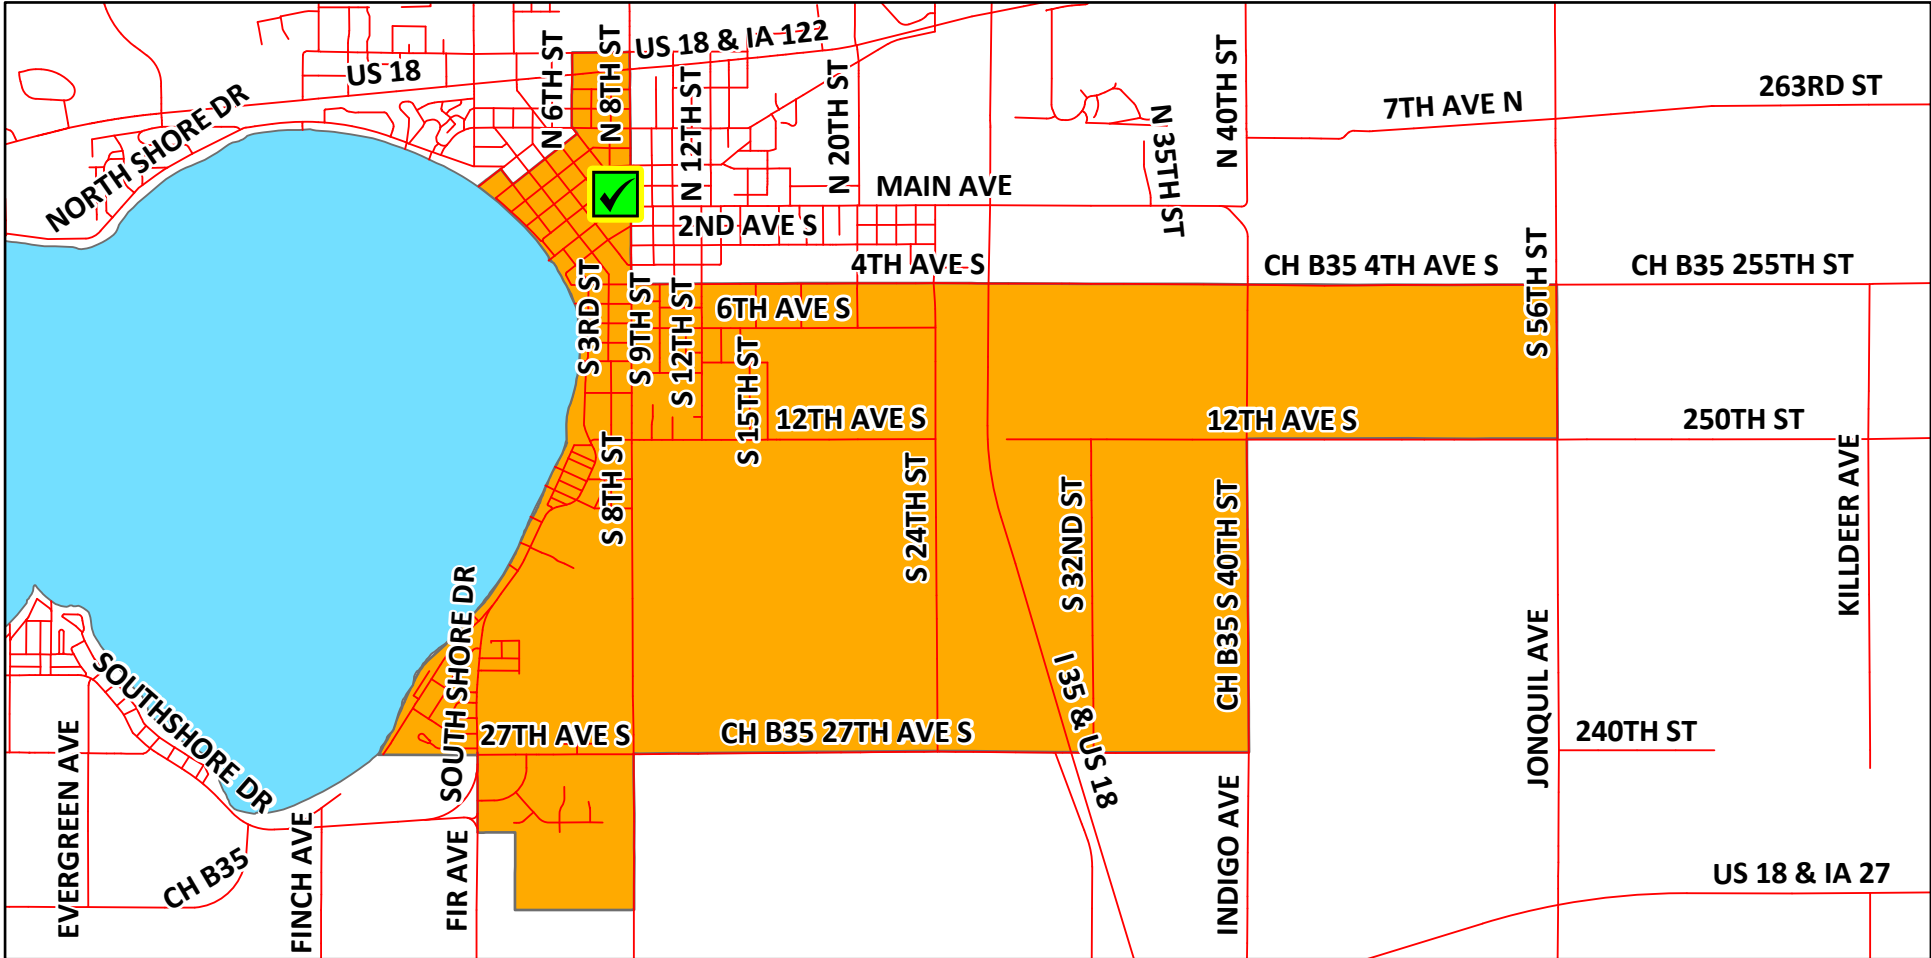 US 18 & IA 122
US 18
N 6TH ST
N 8TH ST
N 12TH ST
N 20TH ST
N 35TH ST
N 40TH ST
7TH AVE N
263RD ST
NORTH SHORE DR
MAIN AVE
2ND AVE S
4TH AVE S
CH B35 4TH AVE S
CH B35 255TH ST
S 56TH ST
S 3RD ST
S 9TH ST
S 12TH ST
6TH AVE S
S 15TH ST
12TH AVE S
12TH AVE S
250TH ST
S 8TH ST
S 24TH ST
S 32ND ST
CH B35 S 40TH ST
KILLDEER AVE
SOUTH SHORE DR
SOUTHSHORE DR
27TH AVE S
CH B35 27TH AVE S
I 35 & US 18
JONQUIL AVE
240TH ST
EVERGREEN AVE
CH B35
FINCH AVE
FIR AVE
INDIGO AVE
US 18 & IA 27